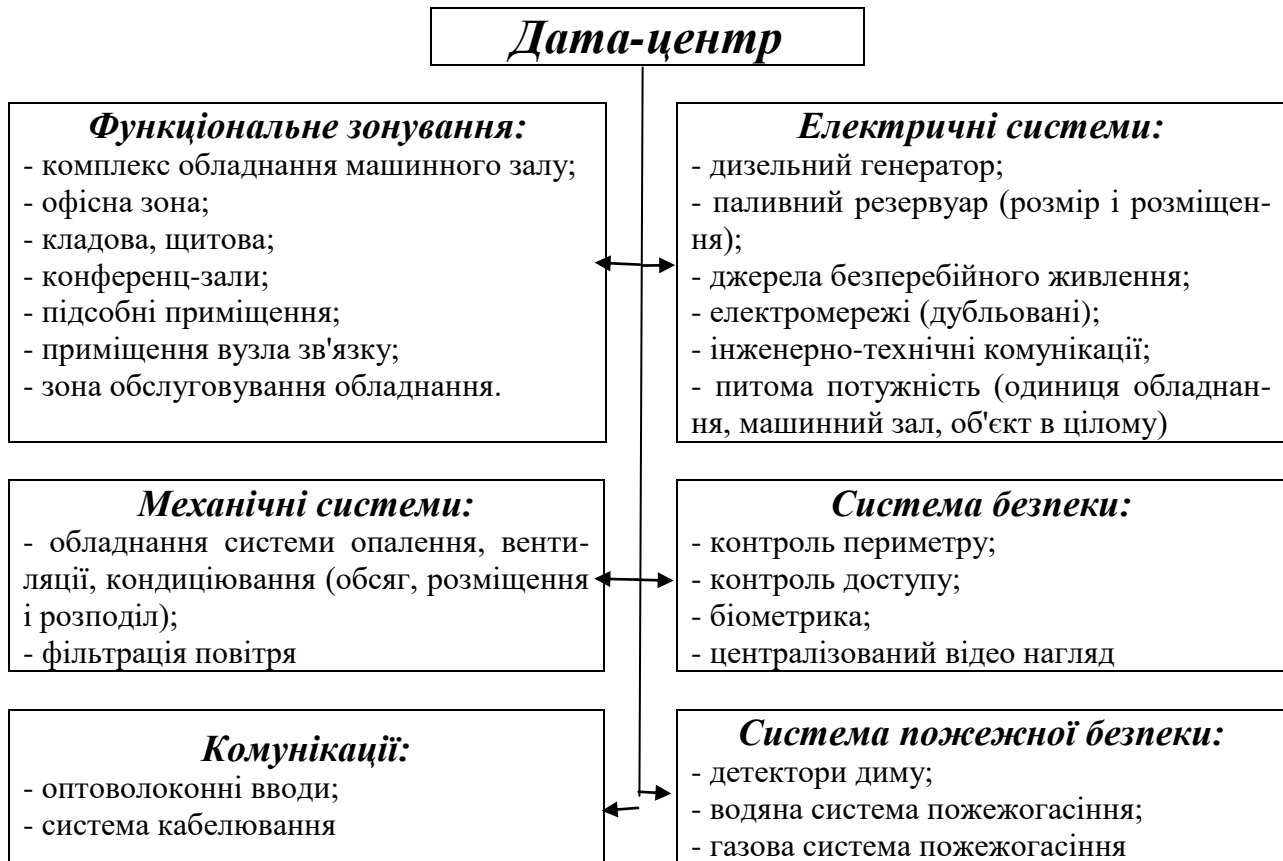 Дата-центр
Функціональне зонування:
- комплекс обладнання машинного залу;
- офісна зона;
- кладова, щитова;
- конференц-зали;
- підсобні приміщення;
- приміщення вузла зв'язку;
- зона обслуговування обладнання.
Електричні системи:
- дизельний генератор;
- паливний резервуар (розмір і розміщен-
ня);
- джерела безперебійного живлення;
- електромережі (дубльовані);
- інженерно-технічні комунікації;
- питома потужність (одиниця обладнан-
ня, машинний зал, об'єкт в цілому)
Механічні системи:
- обладнання системи опалення, венти-
ляції, кондиціювання (обсяг, розміщення
і розподіл);
- фільтрація повітря
Система безпеки:
- контроль периметру;
- контроль доступу;
- біометрика;
- централізований відео нагляд
Комунікації:
- оптоволоконні вводи;
- система кабелювання
Система пожежної безпеки:
- детектори диму;
- водяна система пожежогасіння;
- газова система пожежогасіння